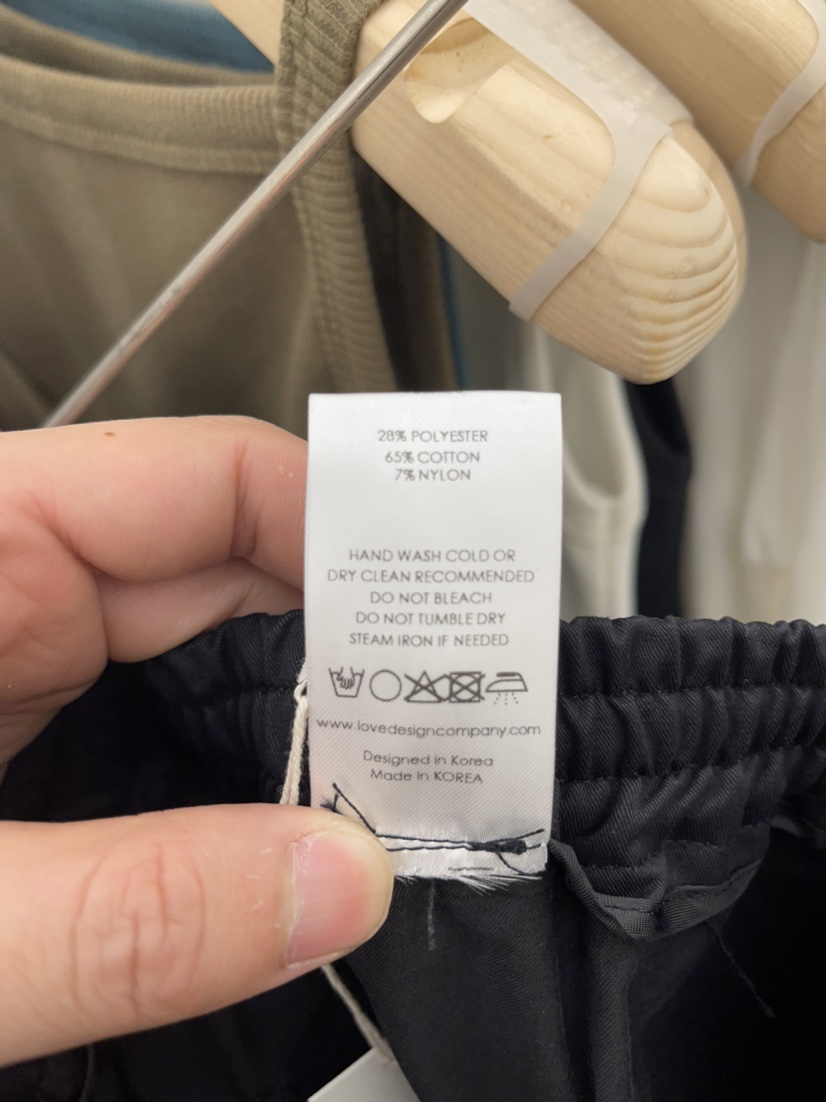 28% POLYESTER
65% COTTON
7% NYLON
HAND WASH COLD OR
DRY CLEAN RECOMMENDED
DO NOT BLEACH
DO NOT TUMBLE DRY
STEAM IRON IF NEEDED
www.lovedesigncompany.com
Designed in Korea
Made in KOREA